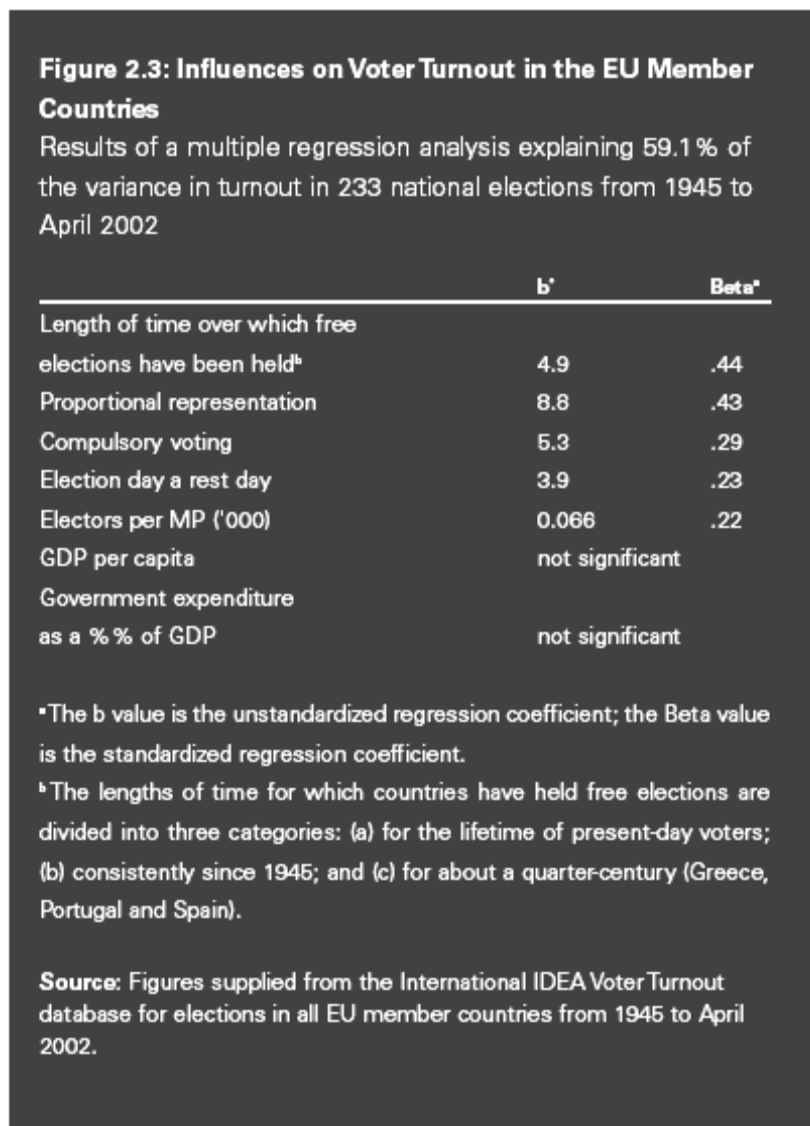 Figure 2.3: Influences on Voter Turnout in the EU Member
Countries
Results of a multiple regression analysis explaining 59.1% of
the variance in turnout in 233 national elections from 1945 to
April 2002
b* Betaª
Length of time over which free
elections have been heldᵇ 4.9 .44
Proportional representation 8.8 .43
Compulsory voting 5.3 .29
Election day a rest day 3.9 .23
Electors per MP ('000) 0.066 .22
GDP per capita not significant
Government expenditure
as a %% of GDP not significant
ªThe b value is the unstandardized regression coefficient; the Beta value
is the standardized regression coefficient.
ᵇThe lengths of time for which countries have held free elections are
divided into three categories: (a) for the lifetime of present-day voters;
(b) consistently since 1945; and (c) for about a quarter-century (Greece,
Portugal and Spain).
Source: Figures supplied from the International IDEA Voter Turnout
database for elections in all EU member countries from 1945 to April
2002.